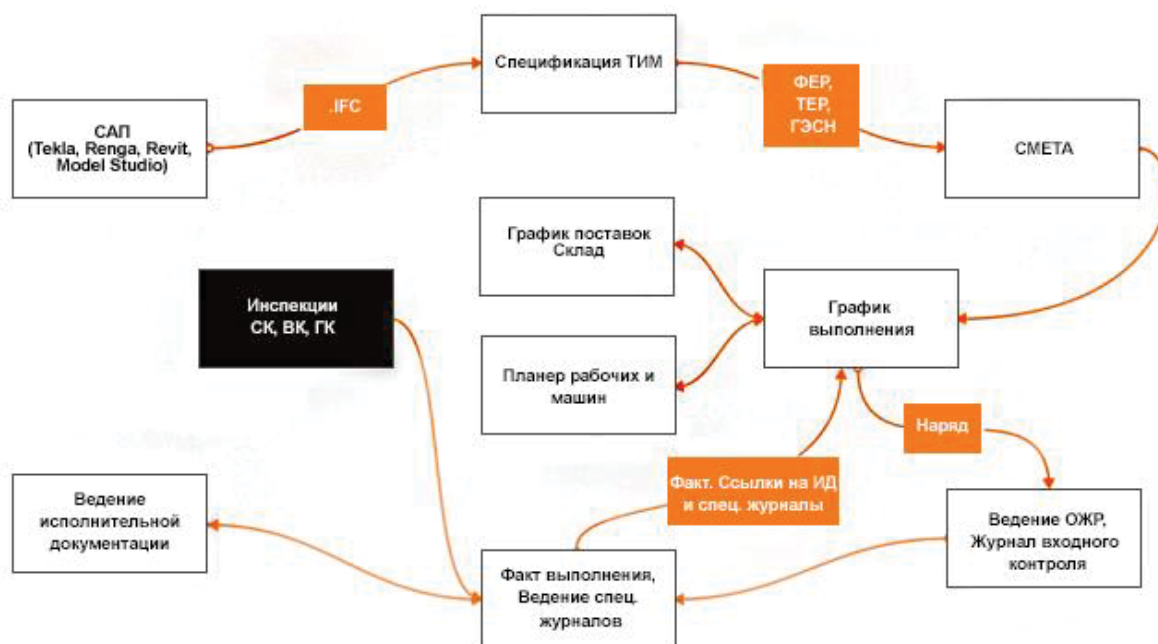 Спецификация ТИМ
.IFC
ФЕР,
ТЕР,
ГЭСН
САП
(Tekla, Renga, Revit,
Model Studio)
СМЕТА
График поставок
Склад
Инспекции
СК, ВК, ГК
График
выполнения
Планер рабочих и
машин
Наряд
Факт. Ссылки на ИД
и спец. журналы
Ведение
исполнительной
документации
Ведение ОЖР,
Журнал входного
контроля
Факт выполнения,
Ведение спец.
журналов